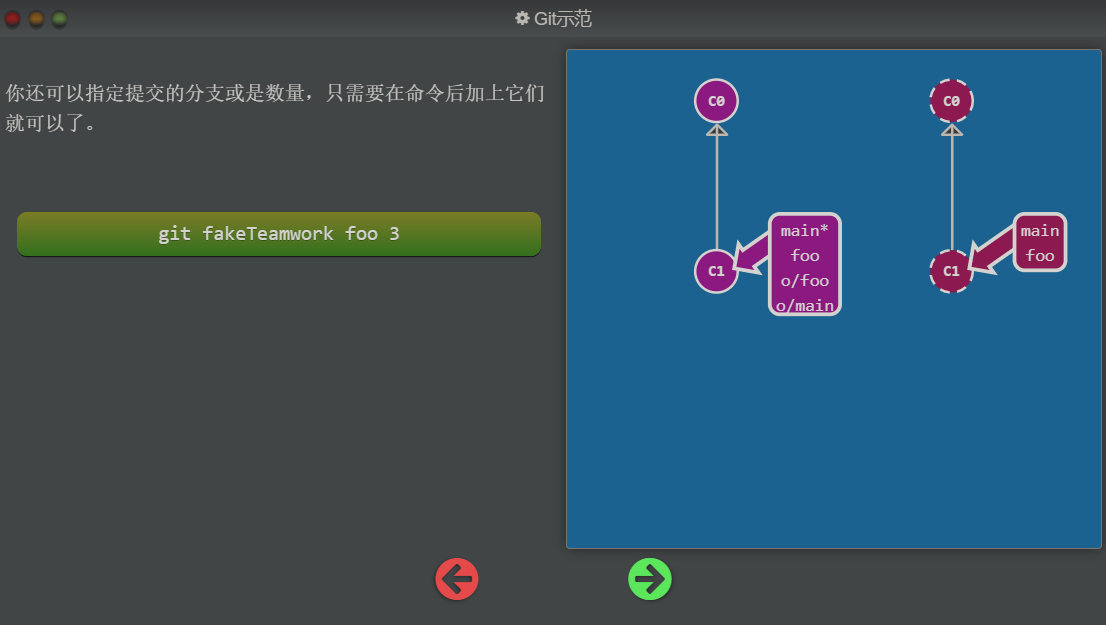 Git示范
你还可以指定提交的分支或是数量，只需要在命令后加上它们
就可以了。
git fakeTeamwork foo 3
C0
C0
main*
foo
o/foo
o/main
C1
main
foo
C1